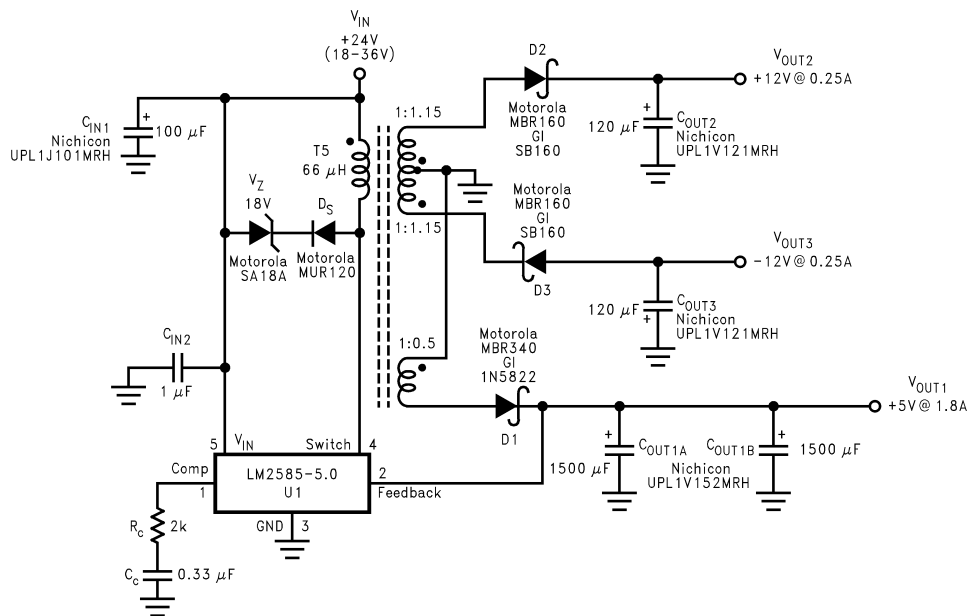 V_IN
+24V
(18-36V)
C_IN1
Nichicon
UPL1J101MRH
+
100 μF
T5
66 μH
1:1.15
1:1.15
D2
Motorola
MBR160
GI
SB160
V_OUT2
+12V@0.25A
120 μF
+
C_OUT2
Nichicon
UPL1V121MRH
V_Z
18V
Motorola
SA18A
D_S
Motorola
MUR120
Motorola
MBR160
GI
SB160
D3
V_OUT3
-12V@0.25A
120 μF
+
C_OUT3
Nichicon
UPL1V121MRH
C_IN2
1 μF
1:0.5
Motorola
MBR340
GI
1N5822
D1
V_OUT1
+5V@1.8A
+
1500 μF
C_OUT1A
C_OUT1B
+
1500 μF
Nichicon
UPL1V152MRH
5
V_IN
Switch
4
Comp
1
LM2585-5.0
U1
2
Feedback
GND
3
R_c
2k
C_c
0.33 μF